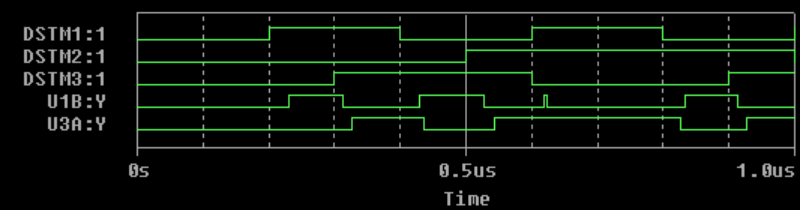 DSTM1:1
DSTM2:1
DSTM3:1
U1B:Y
U3A:Y
0s 0.5us 1.0us
Time